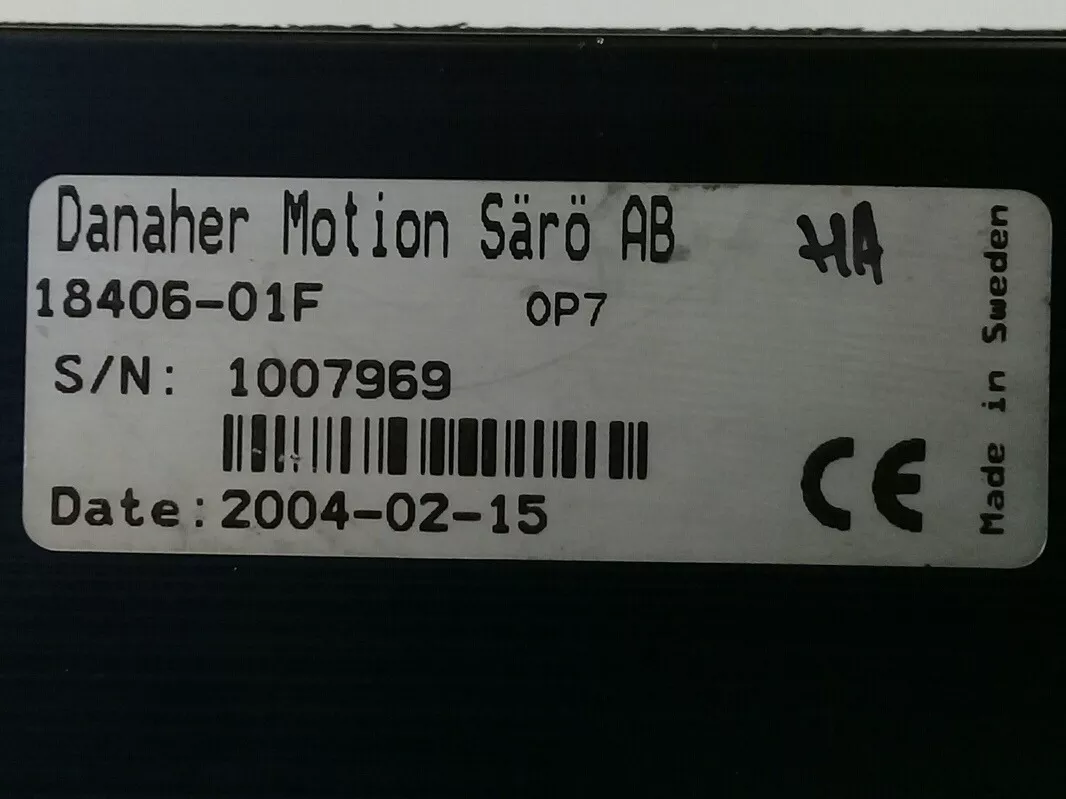 Danaher Motion Särö AB
HA
18406-01F OP7
S/N: 1007969
Date: 2004-02-15
CE
Made in Sweden